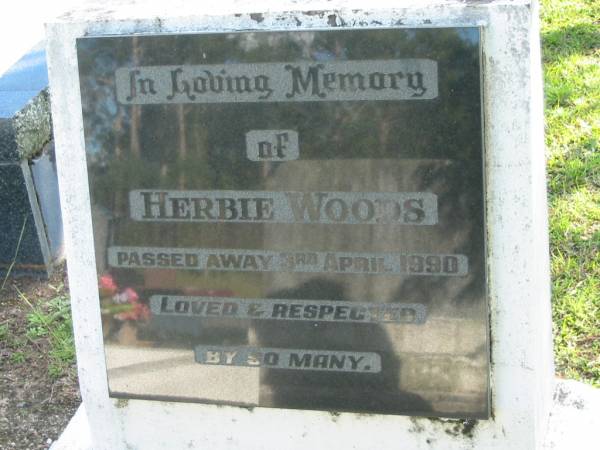 In Loving Memory
of
Herbie Woods
Passed away 3rd April 1990
Loved & respected
by so many.